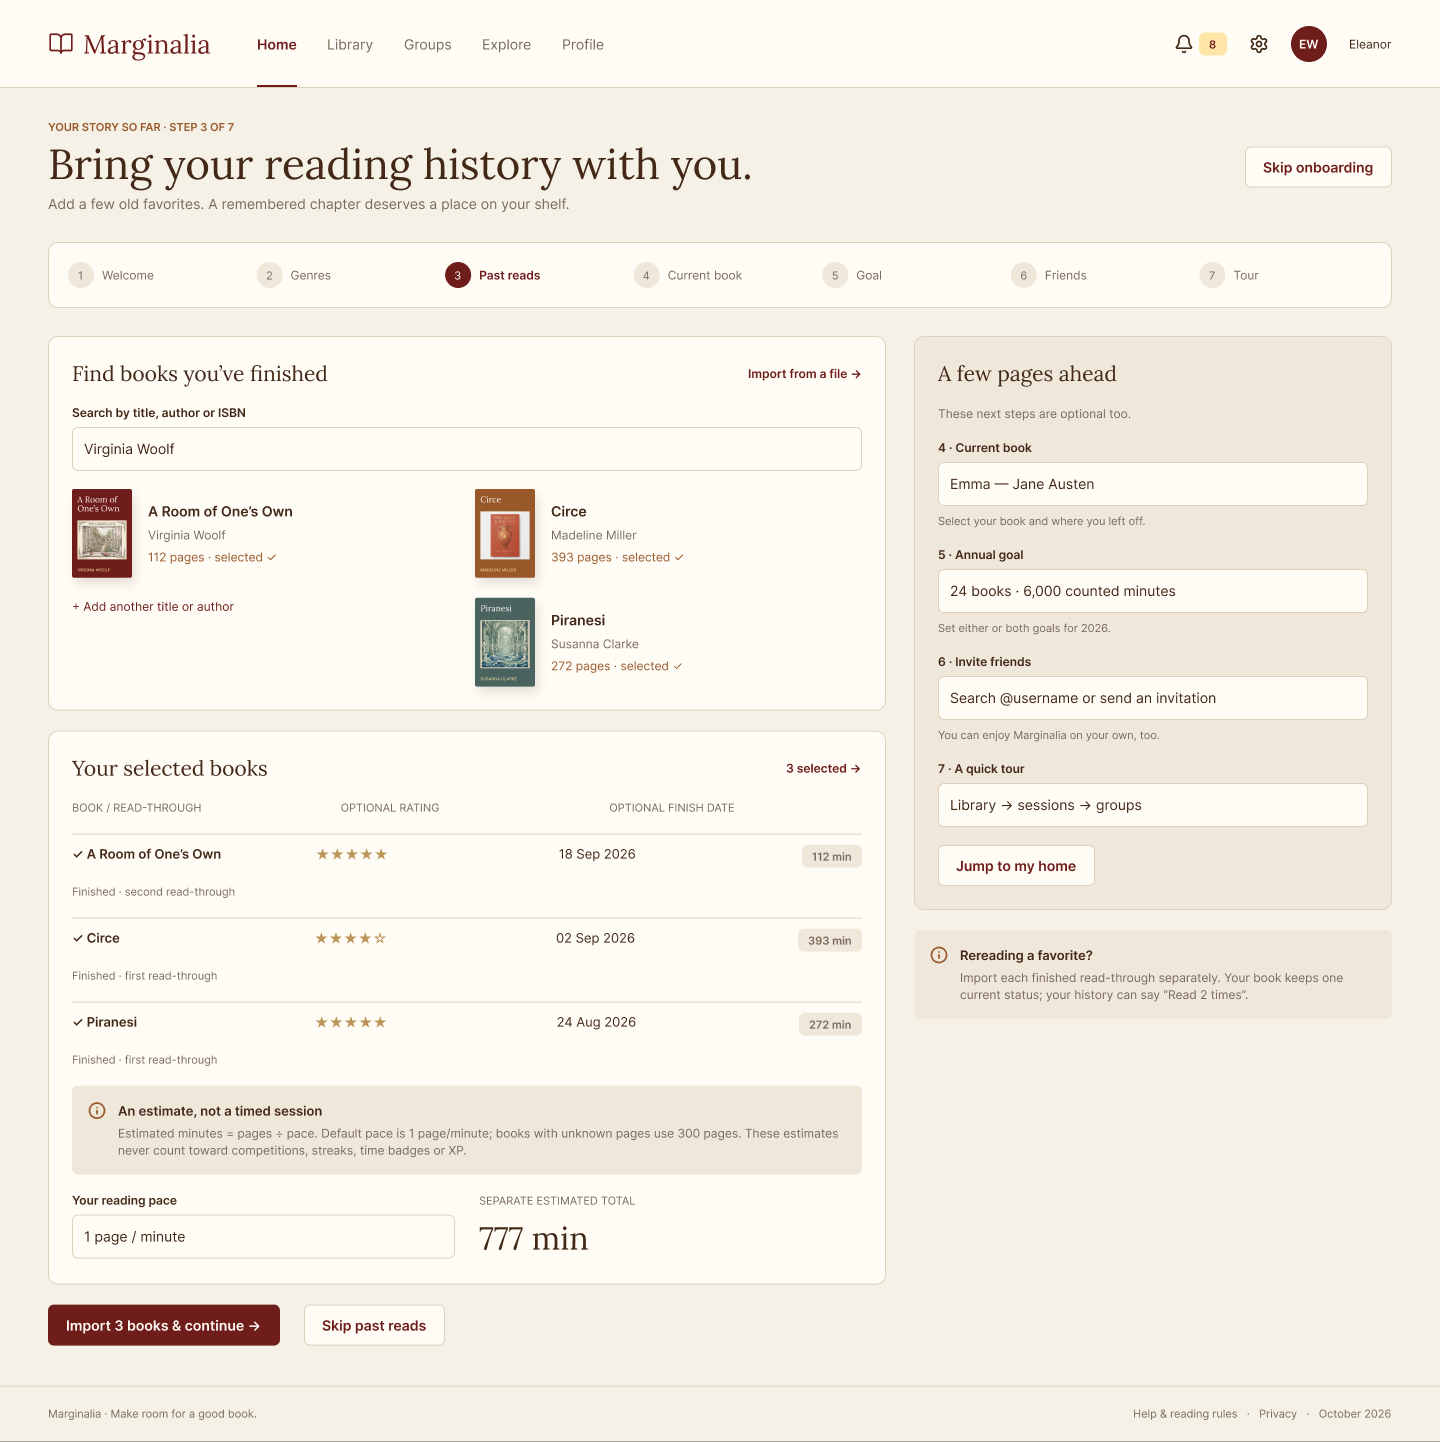 Marginalia
Home
Library
Groups
Explore
Profile
8
EW
Eleanor
YOUR STORY SO FAR · STEP 3 OF 7
Bring your reading history with you.
Add a few old favorites. A remembered chapter deserves a place on your shelf.
Skip onboarding
1 Welcome
2 Genres
3 Past reads
4 Current book
5 Goal
6 Friends
7 Tour
Find books you’ve finished
Import from a file →
Search by title, author or ISBN
Virginia Woolf
A Room of
One’s Own
VIRGINIA WOOLF
A Room of One’s Own
Virginia Woolf
112 pages · selected ✓
Circe
MADELINE MILLER
Circe
Madeline Miller
393 pages · selected ✓
+ Add another title or author
Piranesi
SUSANNA CLARKE
Piranesi
Susanna Clarke
272 pages · selected ✓
Your selected books
3 selected →
BOOK / READ-THROUGH
OPTIONAL RATING
OPTIONAL FINISH DATE
✓ A Room of One’s Own
★★★★★
18 Sep 2026
112 min
Finished · second read-through
✓ Circe
★★★★☆
02 Sep 2026
393 min
Finished · first read-through
✓ Piranesi
★★★★★
24 Aug 2026
272 min
Finished · first read-through
An estimate, not a timed session
Estimated minutes = pages ÷ pace. Default pace is 1 page/minute; books with unknown pages use 300 pages. These estimates
never count toward competitions, streaks, time badges or XP.
Your reading pace
1 page / minute
SEPARATE ESTIMATED TOTAL
777 min
Import 3 books & continue →
Skip past reads
A few pages ahead
These next steps are optional too.
4 · Current book
Emma — Jane Austen
Select your book and where you left off.
5 · Annual goal
24 books · 6,000 counted minutes
Set either or both goals for 2026.
6 · Invite friends
Search @username or send an invitation
You can enjoy Marginalia on your own, too.
7 · A quick tour
Library → sessions → groups
Jump to my home
Rereading a favorite?
Import each finished read-through separately. Your book keeps one
current status; your history can say “Read 2 times”.
Marginalia · Make room for a good book.
Help & reading rules · Privacy · October 2026